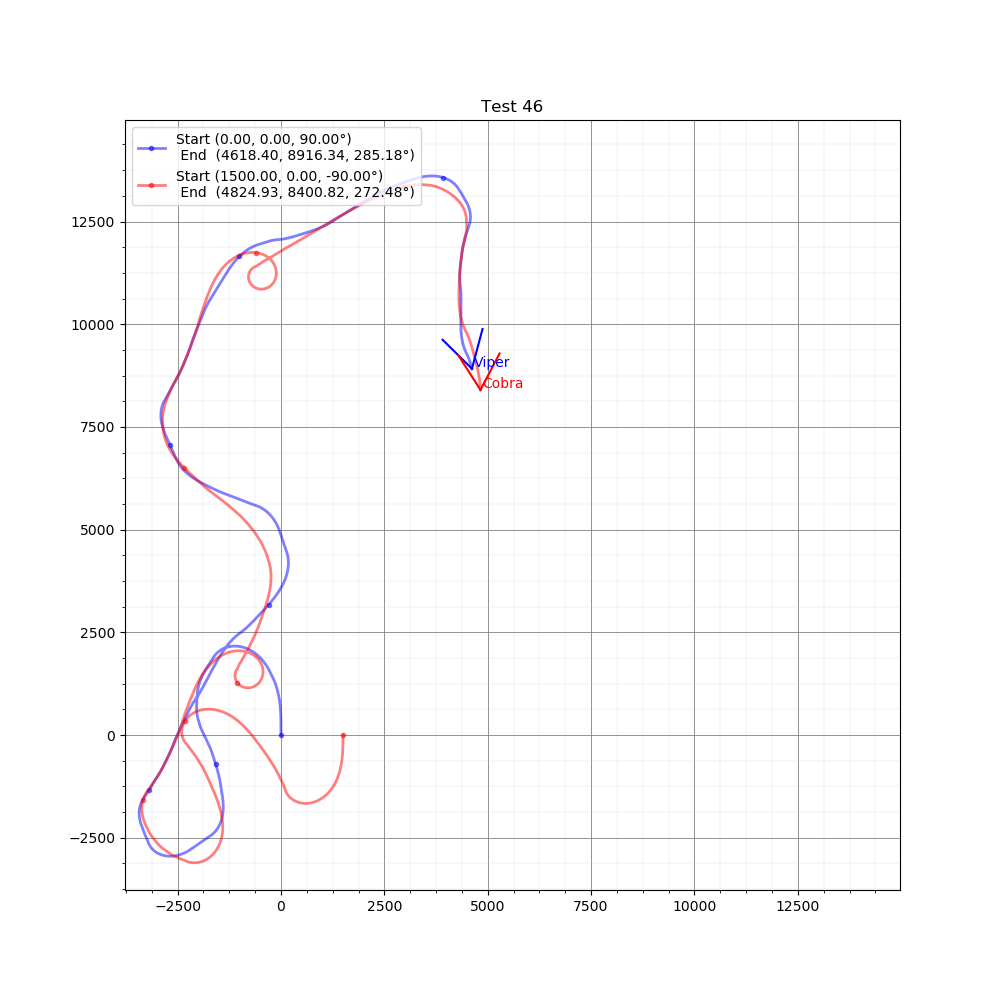 Test 46
Start (0.00, 0.00, 90.00°)
End  (4618.40, 8916.34, 285.18°)
Start (1500.00, 0.00, -90.00°)
End  (4824.93, 8400.82, 272.48°)
12500
10000
7500
5000
2500
0
−2500
Viper
Cobra
−2500 0 2500 5000 7500 10000 12500